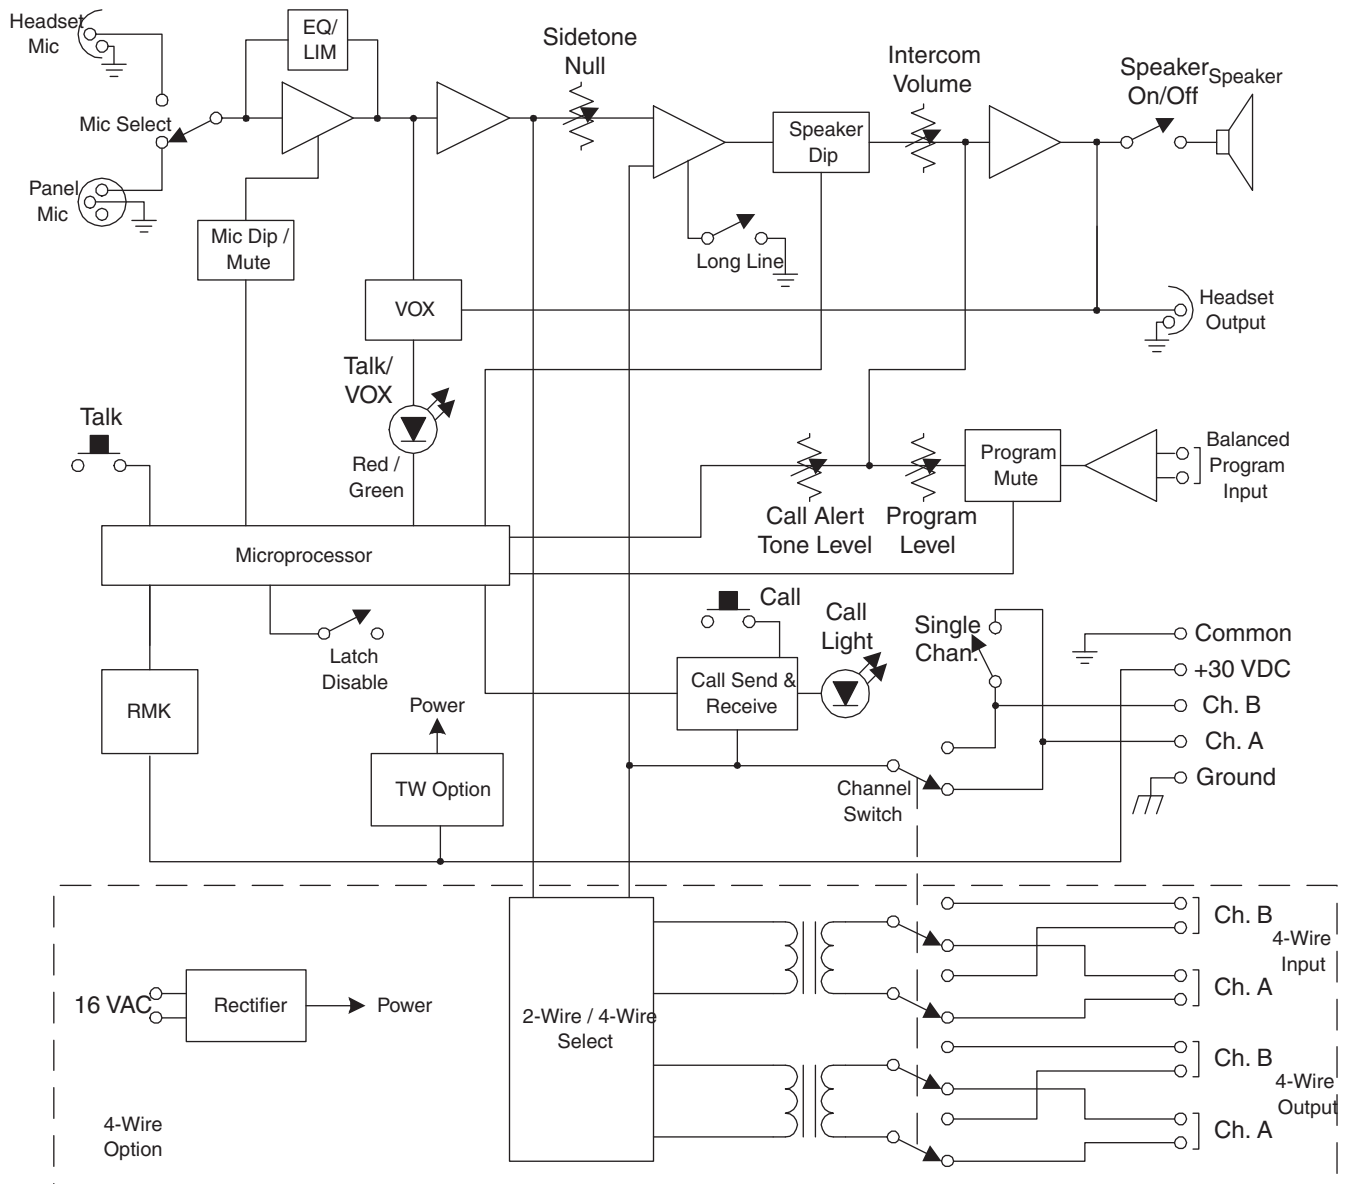 Headset
Mic
EQ/
LIM
Sidetone
Null
Intercom
Volume
Speaker
On/Off
Speaker
Mic Select
Speaker
Dip
Panel
Mic
Mic Dip /
Mute
Long Line
VOX
Headset
Output
Talk/
VOX
Talk
Red /
Green
Program
Mute
Balanced
Program
Input
Call Alert
Tone Level
Program
Level
Microprocessor
Call
Call
Light
Single
Chan.
Common
+30 VDC
Ch. B
Ch. A
Ground
Latch
Disable
Call Send &
Receive
RMK
Power
TW Option
Channel
Switch
Ch. B
4-Wire
Input
Ch. A
16 VAC
Rectifier
Power
2-Wire / 4-Wire
Select
Ch. B
4-Wire
Output
Ch. A
4-Wire
Option